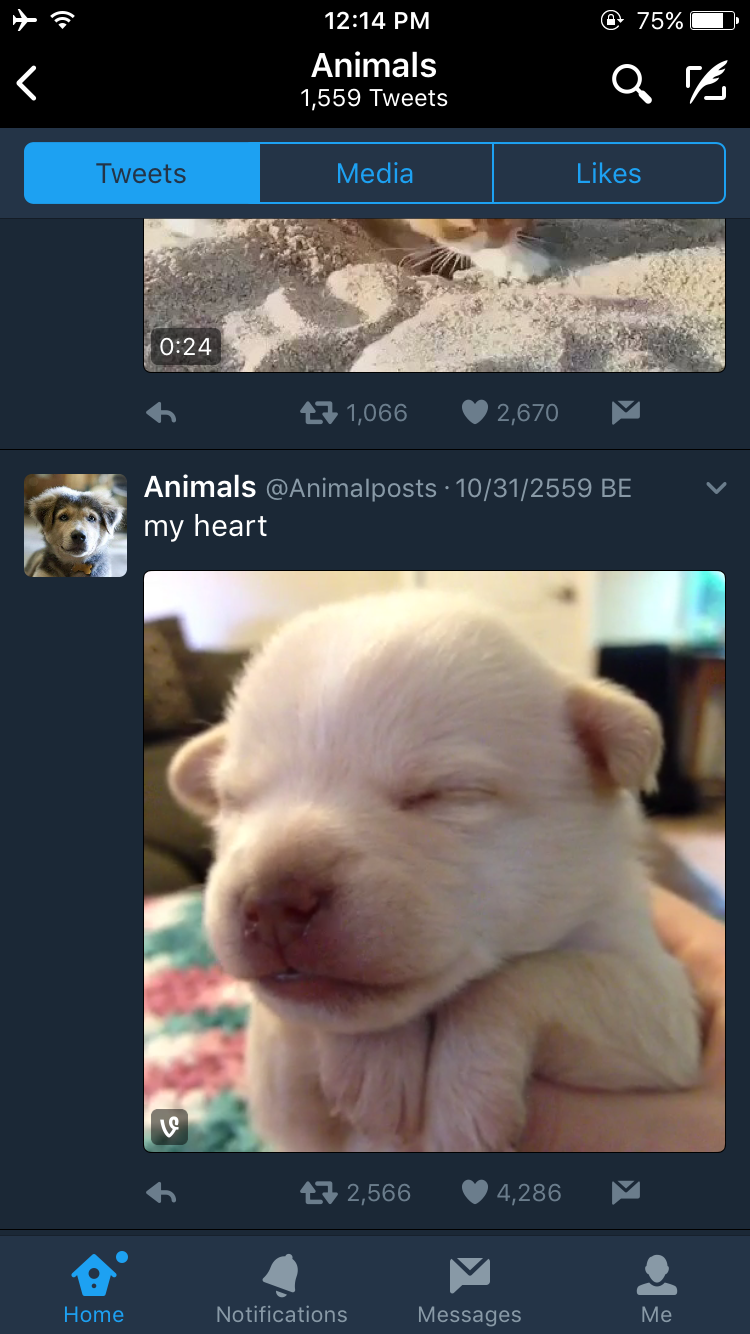 12:14 PM
75%
Animals
1,559 Tweets
Tweets
Media
Likes
0:24
1,066
2,670
Animals @Animalposts · 10/31/2559 BE
my heart
2,566
4,286
Home
Notifications
Messages
Me